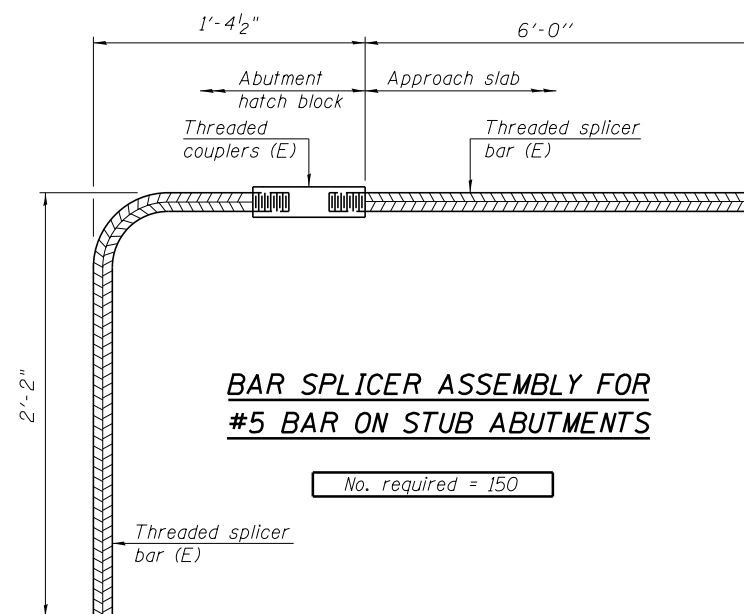 1'-4½"
6'-0"
Abutment
hatch block
Approach slab
Threaded
couplers (E)
Threaded splicer
bar (E)
2'-2"
BAR SPLICER ASSEMBLY FOR
#5 BAR ON STUB ABUTMENTS
No. required = 150
Threaded splicer
bar (E)